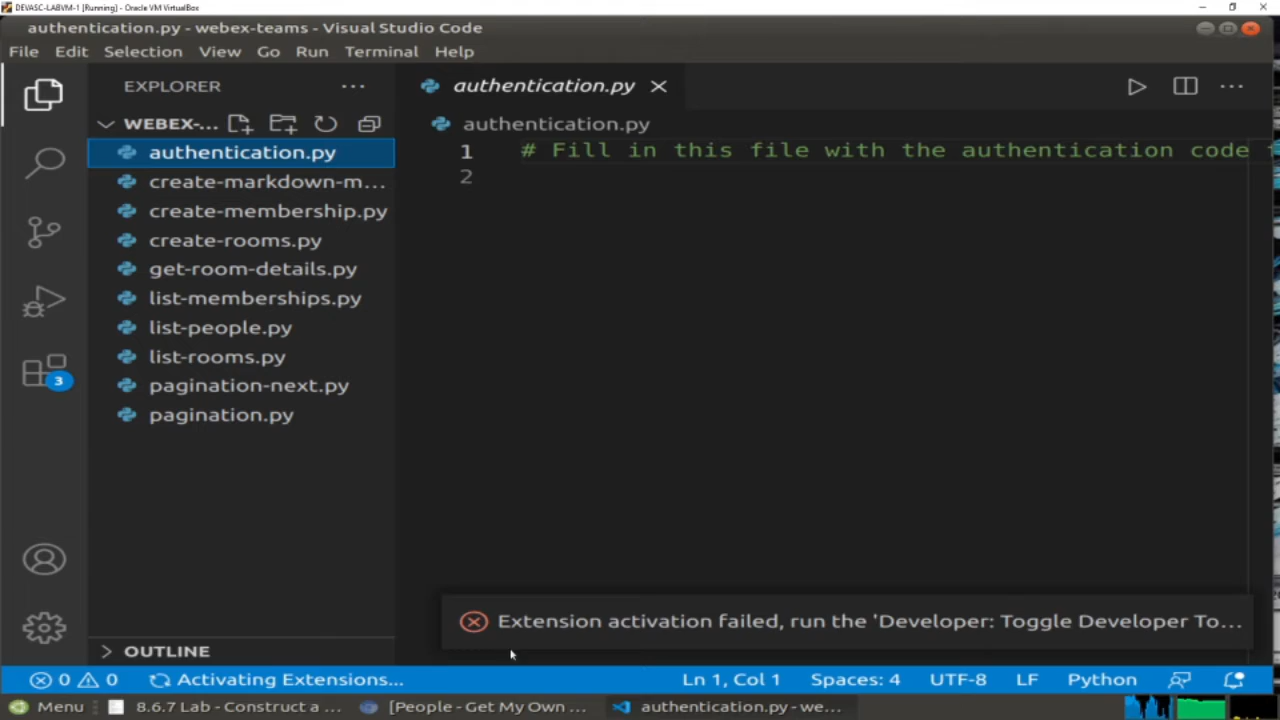 DEVASC-LABVM-1 [Running] - Oracle VM VirtualBox
authentication.py - webex-teams - Visual Studio Code
File Edit Selection View Go Run Terminal Help
EXPLORER
authentication.py
WEBEX-...
authentication.py
authentication.py
1 # Fill in this file with the authentication code
create-markdown-m...
2
create-membership.py
create-rooms.py
get-room-details.py
list-memberships.py
list-people.py
list-rooms.py
3
pagination-next.py
pagination.py
Extension activation failed, run the 'Developer: Toggle Developer To...
OUTLINE
0 0 Activating Extensions... Ln 1, Col 1 Spaces: 4 UTF-8 LF Python
Menu 8.6.7 Lab - Construct a ... [People - Get My Own ... authentication.py - we...